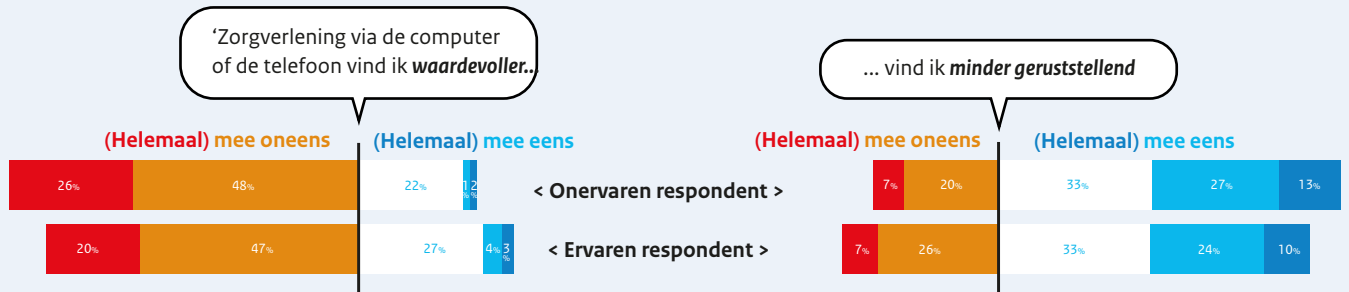 ‘Zorgverlening via de computer
of de telefoon vind ik waardevoller...
... vind ik minder geruststellend
(Helemaal) mee oneens (Helemaal) mee eens
(Helemaal) mee oneens (Helemaal) mee eens
26% 48% 22% 1% 2%
< Onervaren respondent >
7% 20% 33% 27% 13%
20% 47% 27% 4% 3%
< Ervaren respondent >
7% 26% 33% 24% 10%